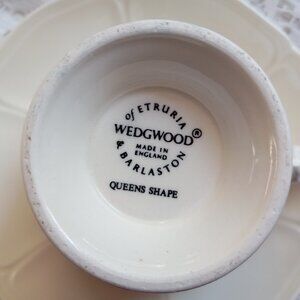 of ETRURIA
WEDGWOOD®
MADE IN
ENGLAND
& BARLASTON
QUEENS SHAPE